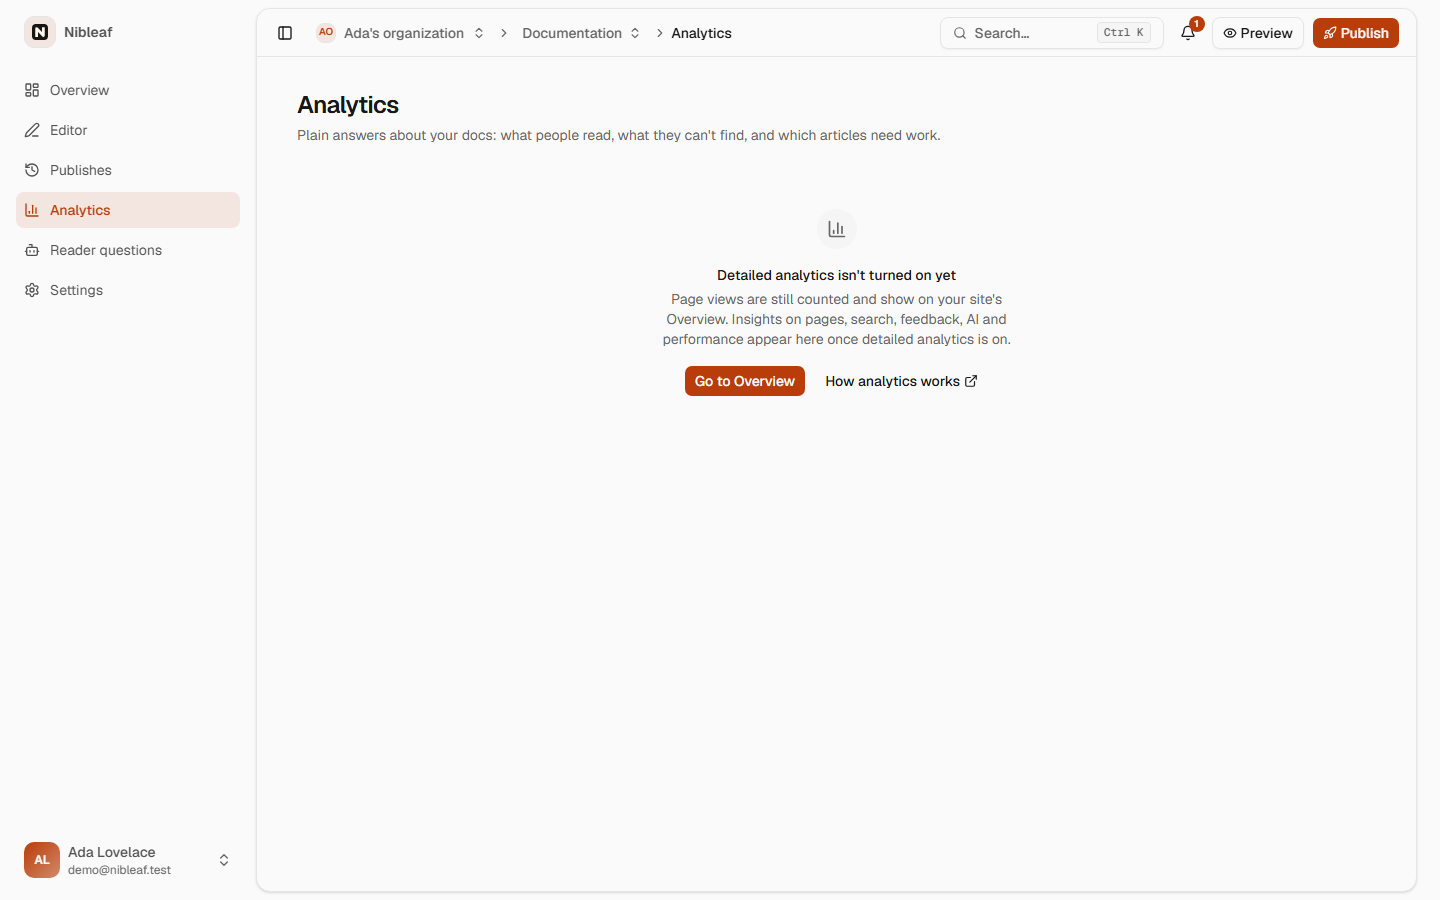 Nibleaf
Overview
Editor
Publishes
Analytics
Reader questions
Settings
AL
Ada Lovelace
demo@nibleaf.test
AO Ada's organization
Documentation
Analytics
Search...
Ctrl K
1
Preview
Publish
Analytics
Plain answers about your docs: what people read, what they can't find, and which articles need work.
Detailed analytics isn't turned on yet
Page views are still counted and show on your site's
Overview. Insights on pages, search, feedback, AI and
performance appear here once detailed analytics is on.
Go to Overview
How analytics works